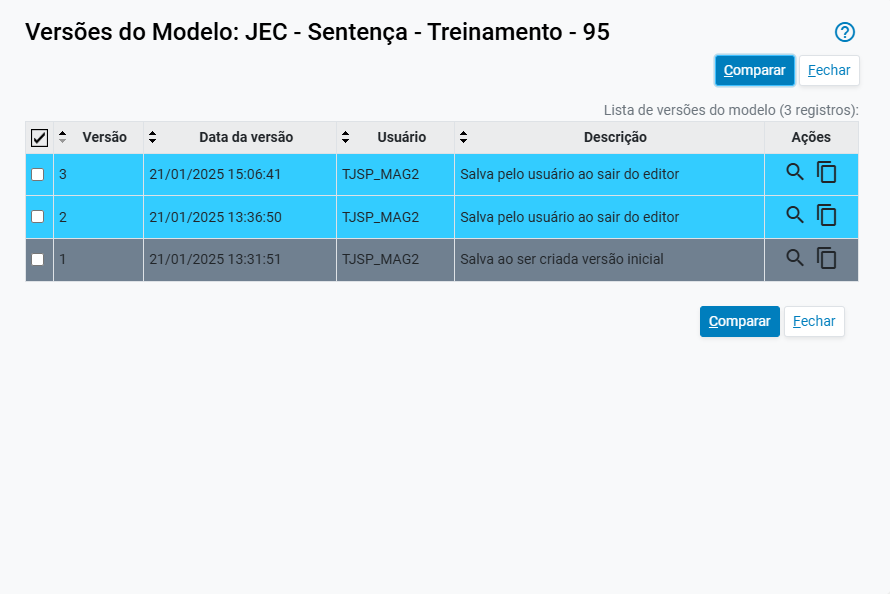 Versões do Modelo: JEC - Sentença - Treinamento - 95 ?
Comparar Fechar
Lista de versões do modelo (3 registros):
Versão Data da versão Usuário Descrição Ações
3 21/01/2025 15:06:41 TJSP_MAG2 Salva pelo usuário ao sair do editor
2 21/01/2025 13:36:50 TJSP_MAG2 Salva pelo usuário ao sair do editor
1 21/01/2025 13:31:51 TJSP_MAG2 Salva ao ser criada versão inicial
Comparar Fechar